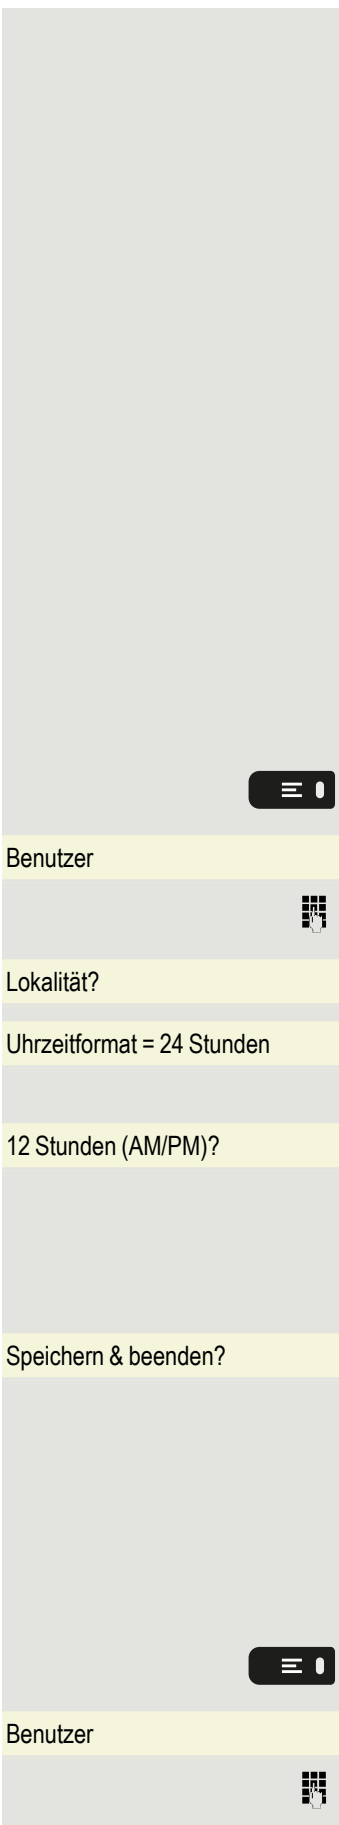 Benutzer
Lokalität?
Uhrzeitformat = 24 Stunden
12 Stunden (AM/PM)?
Speichern & beenden?
Benutzer